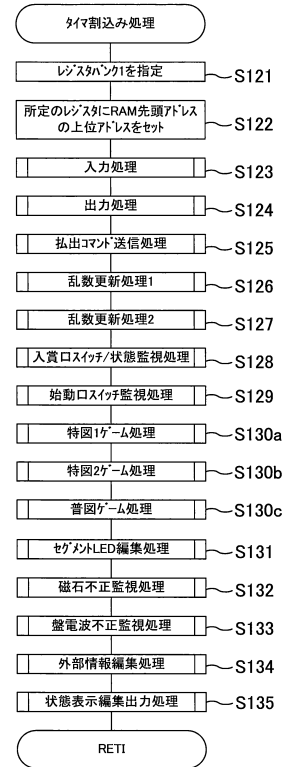 タイマ割込み処理
レジスタバンク1を指定
S121
所定のレジスタにRAM先頭アドレス
の上位アドレスをセット
S122
入力処理
S123
出力処理
S124
払出コマンド送信処理
S125
乱数更新処理1
S126
乱数更新処理2
S127
入賞口スイッチ/状態監視処理
S128
始動口スイッチ監視処理
S129
特図1ゲーム処理
S130a
特図2ゲーム処理
S130b
普図ゲーム処理
S130c
セグメントLED編集処理
S131
磁石不正監視処理
S132
盤電波不正監視処理
S133
外部情報編集処理
S134
状態表示編集出力処理
S135
RETI